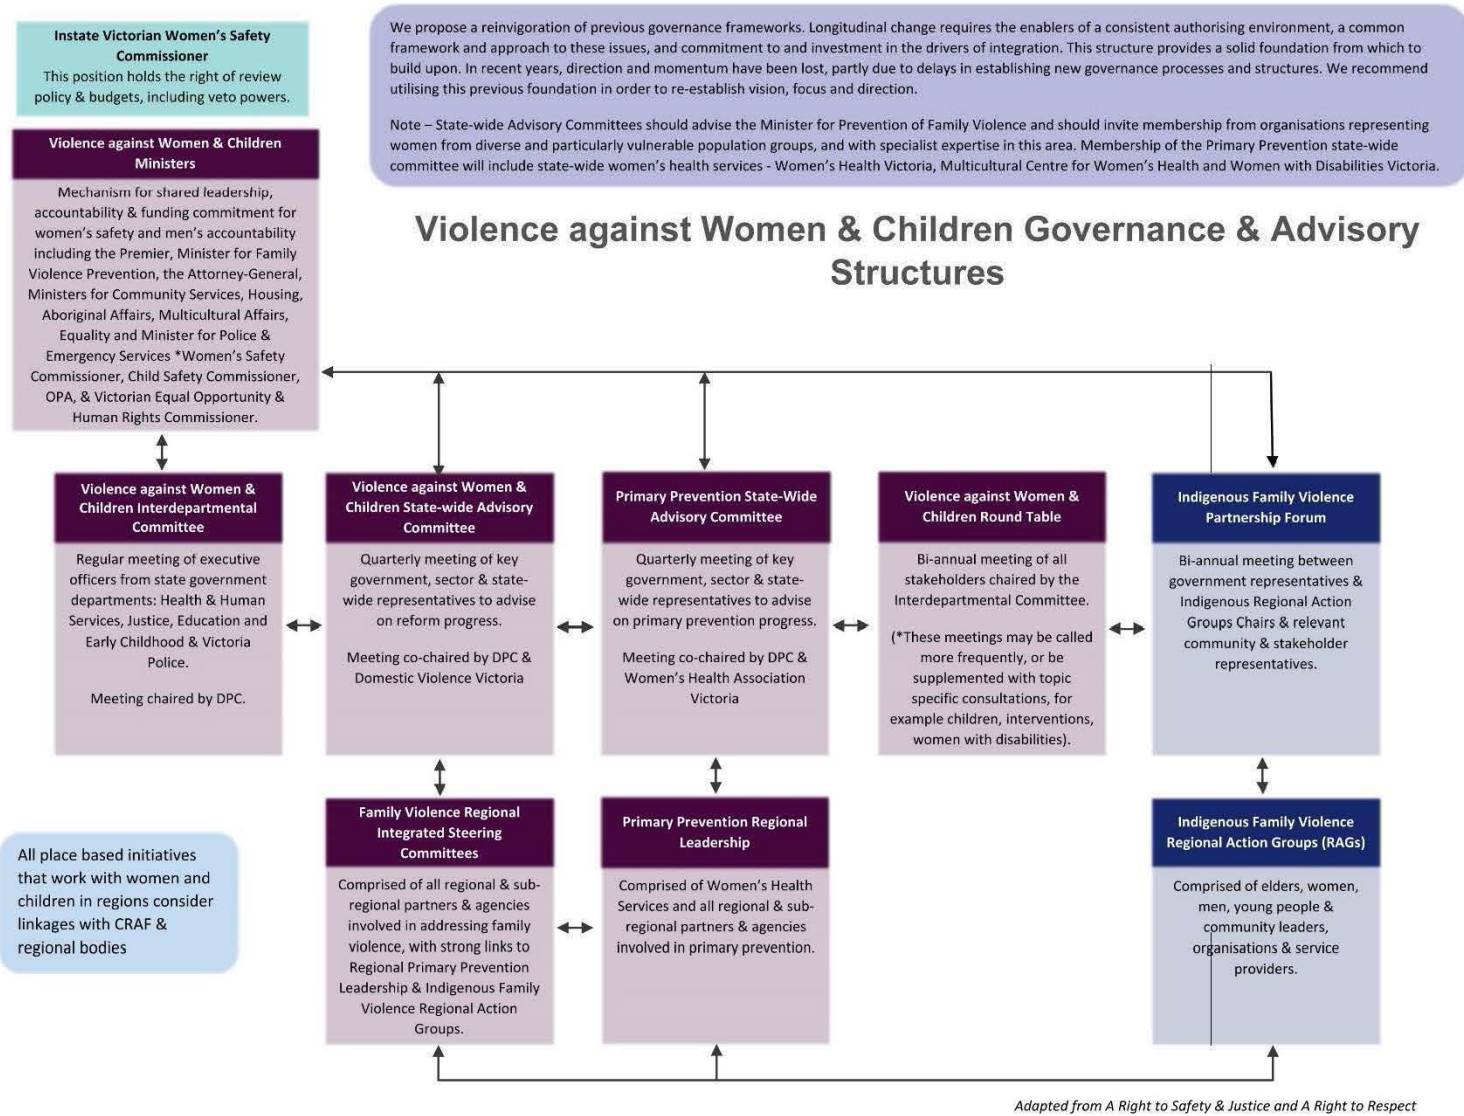 Instate Victorian Women's Safety
Commissioner
This position holds the right of review
policy & budgets, including veto powers.
We propose a reinvigoration of previous governance frameworks. Longitudinal change requires the enablers of a consistent authorising environment, a common
framework and approach to these issues, and commitment to and investment in the drivers of integration. This structure provides a solid foundation from which to
build upon. In recent years, direction and momentum have been lost, partly due to delays in establishing new governance processes and structures. We recommend
utilising this previous foundation in order to re-establish vision, focus and direction.
Note – State-wide Advisory Committees should advise the Minister for Prevention of Family Violence and should invite membership from organisations representing
women from diverse and particularly vulnerable population groups, and with specialist expertise in this area. Membership of the Primary Prevention state-wide
committee will include state-wide women's health services - Women's Health Victoria, Multicultural Centre for Women's Health and Women with Disabilities Victoria.
Violence against Women & Children Governance & Advisory
Structures
Violence against Women & Children
Ministers
Mechanism for shared leadership,
accountability & funding commitment for
women's safety and men's accountability
including the Premier, Minister for Family
Violence Prevention, the Attorney-General,
Ministers for Community Services, Housing,
Aboriginal Affairs, Multicultural Affairs,
Equality and Minister for Police &
Emergency Services *Women's Safety
Commissioner, Child Safety Commissioner,
OPA, & Victorian Equal Opportunity &
Human Rights Commissioner.
Violence against Women &
Children Interdepartmental
Committee
Regular meeting of executive
officers from state government
departments: Health & Human
Services, Justice, Education and
Early Childhood & Victoria
Police.
Meeting chaired by DPC.
Violence against Women &
Children State-wide Advisory
Committee
Quarterly meeting of key
government, sector & state-
wide representatives to advise
on reform progress.
Meeting co-chaired by DPC &
Domestic Violence Victoria
Primary Prevention State-Wide
Advisory Committee
Quarterly meeting of key
government, sector & state-
wide representatives to advise
on primary prevention progress.
Meeting co-chaired by DPC &
Women's Health Association
Victoria
Violence against Women &
Children Round Table
Bi-annual meeting of all
stakeholders chaired by the
Interdepartmental Committee.
(*These meetings may be called
more frequently, or be
supplemented with topic
specific consultations, for
example children, interventions,
women with disabilities).
Indigenous Family Violence
Partnership Forum
Bi-annual meeting between
government representatives &
Indigenous Regional Action
Groups Chairs & relevant
community & stakeholder
representatives.
All place based initiatives
that work with women and
children in regions consider
linkages with CRAF &
regional bodies
Family Violence Regional
Integrated Steering
Committees
Comprised of all regional & sub-
regional partners & agencies
involved in addressing family
violence, with strong links to
Regional Primary Prevention
Leadership & Indigenous Family
Violence Regional Action
Groups.
Primary Prevention Regional
Leadership
Comprised of Women's Health
Services and all regional & sub-
regional partners & agencies
involved in primary prevention.
Indigenous Family Violence
Regional Action Groups (RAGs)
Comprised of elders, women,
men, young people &
community leaders,
organisations & service
providers.
Adapted from A Right to Safety & Justice and A Right to Respect